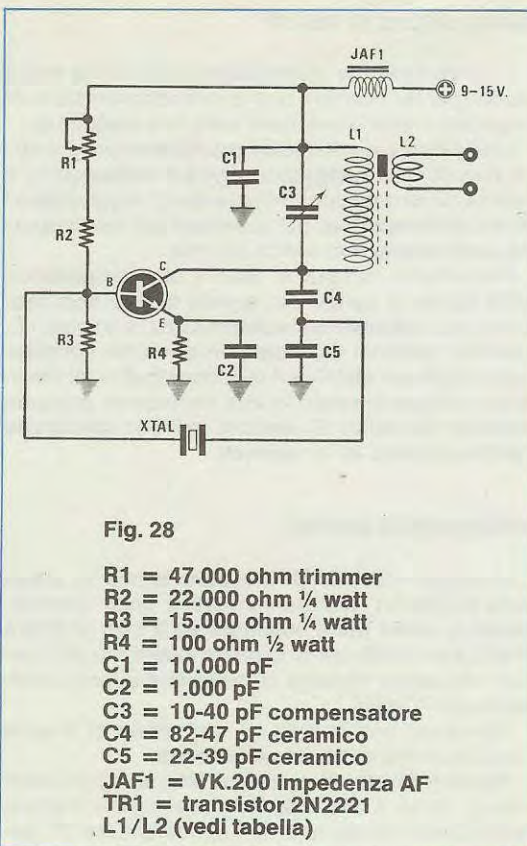 JAF1
9-15 V.
L1
L2
C1
R1
C3
R2
C
B
E
C4
R3
R4
C2
C5
XTAL
Fig. 28
R1 = 47.000 ohm trimmer
R2 = 22.000 ohm ¼ watt
R3 = 15.000 ohm ¼ watt
R4 = 100 ohm ½ watt
C1 = 10.000 pF
C2 = 1.000 pF
C3 = 10-40 pF compensatore
C4 = 82-47 pF ceramico
C5 = 22-39 pF ceramico
JAF1 = VK.200 impedenza AF
TR1 = transistor 2N2221
L1/L2 (vedi tabella)